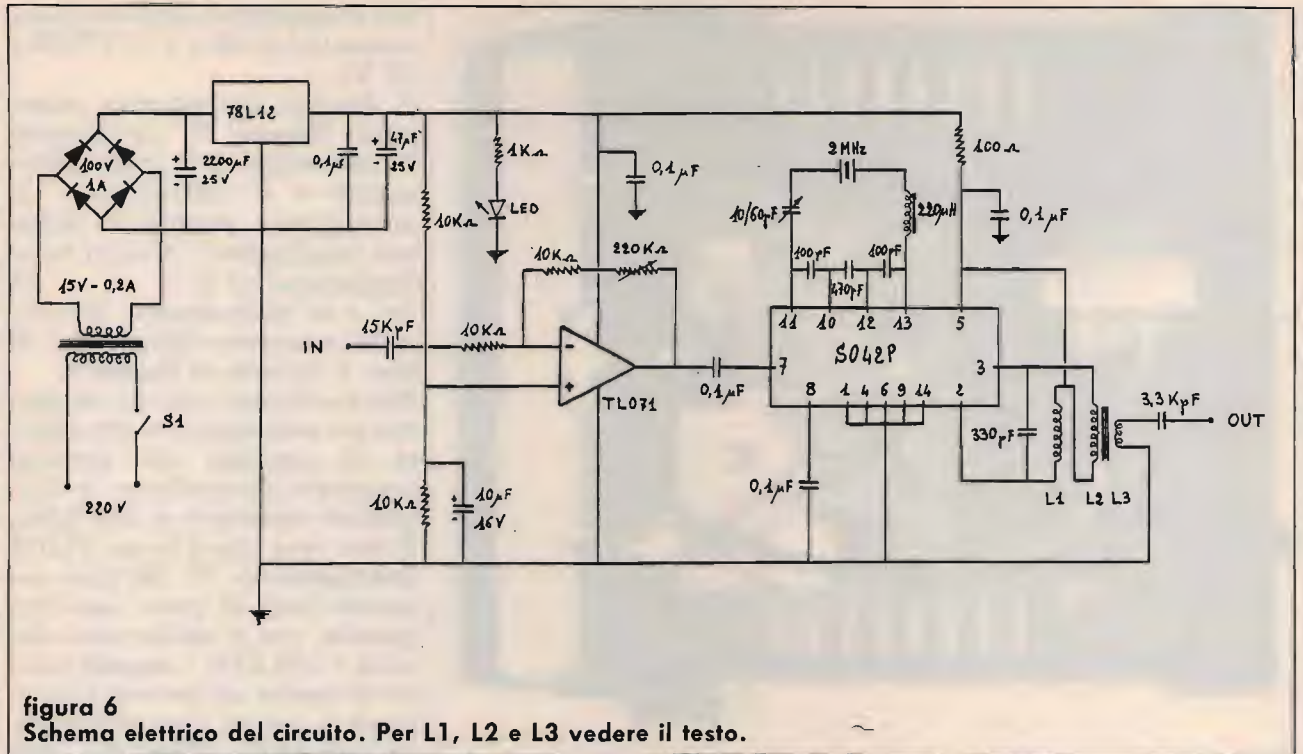 78L12
100V
1A
2200µF
25V
0,1µF
47µF
25V
10KΩ
1KΩ
LED
0,1µF
2MHz
10/60pF
220µH
100Ω
0,1µF
15V-0,2A
10KΩ
220KΩ
100pF
470pF
100pF
11
10
12
13
5
S1
220V
IN
15KpF
10KΩ
-
+
TL071
0,1µF
7
S042P
3
8
1
4
6
9
14
2
330pF
3,3KpF
OUT
L1
L2
L3
10KΩ
10µF
16V
0,1µF
figura 6
Schema elettrico del circuito. Per L1, L2 e L3 vedere il testo.